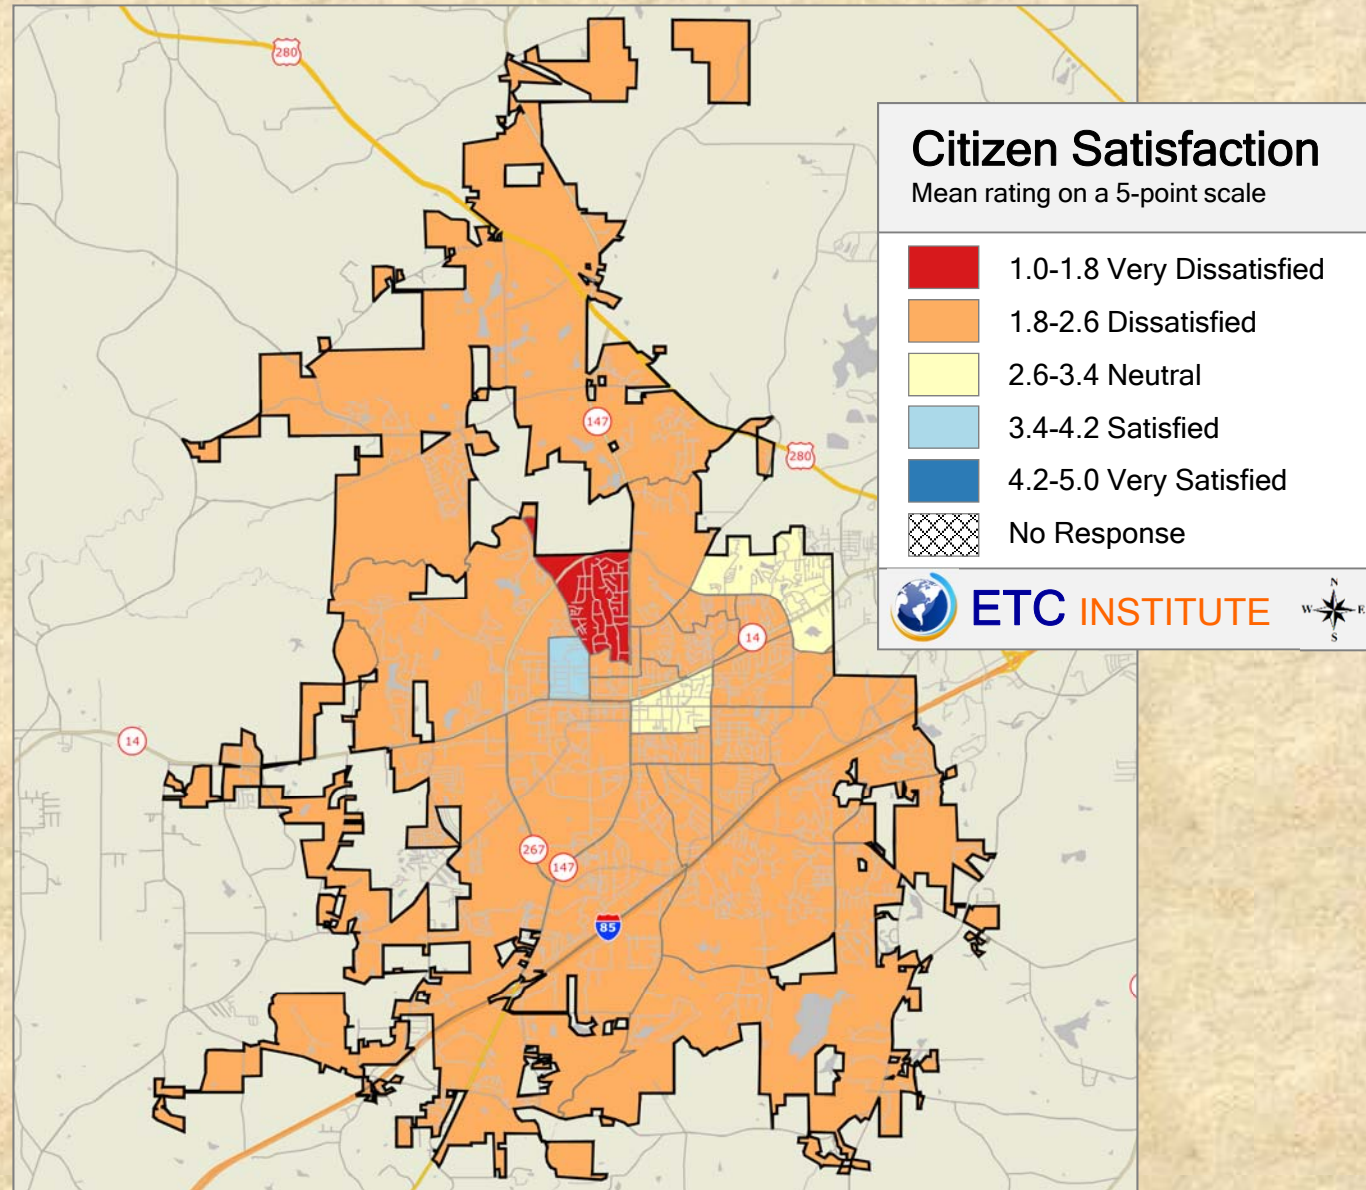 280
Citizen Satisfaction
Mean rating on a 5-point scale
1.0-1.8 Very Dissatisfied
1.8-2.6 Dissatisfied
2.6-3.4 Neutral
3.4-4.2 Satisfied
4.2-5.0 Very Satisfied
No Response
ETC INSTITUTE
N
W
E
S
147
280
14
14
267
147
85